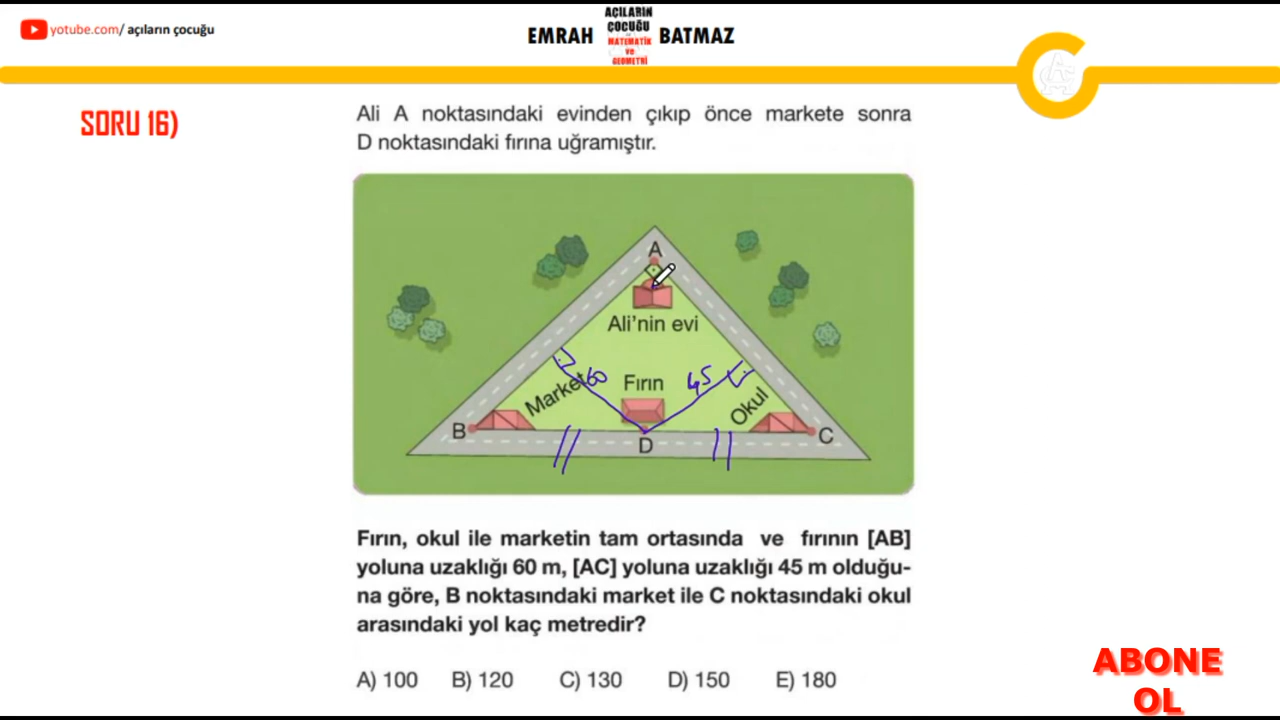 yotube.com/ açıların çocuğu
EMRAH AÇILARIN ÇOCUĞU MATEMATİK ve GEOMETRİ BATMAZ
SORU 16)
Ali A noktasındaki evinden çıkıp önce markete sonra
D noktasındaki fırına uğramıştır.
A
Ali'nin evi
Market 60 Fırın 45 Okul
B D C
Fırın, okul ile marketin tam ortasında ve fırının [AB]
yoluna uzaklığı 60 m, [AC] yoluna uzaklığı 45 m olduğu-
na göre, B noktasındaki market ile C noktasındaki okul
arasındaki yol kaç metredir?
A) 100 B) 120 C) 130 D) 150 E) 180
ABONE
OL